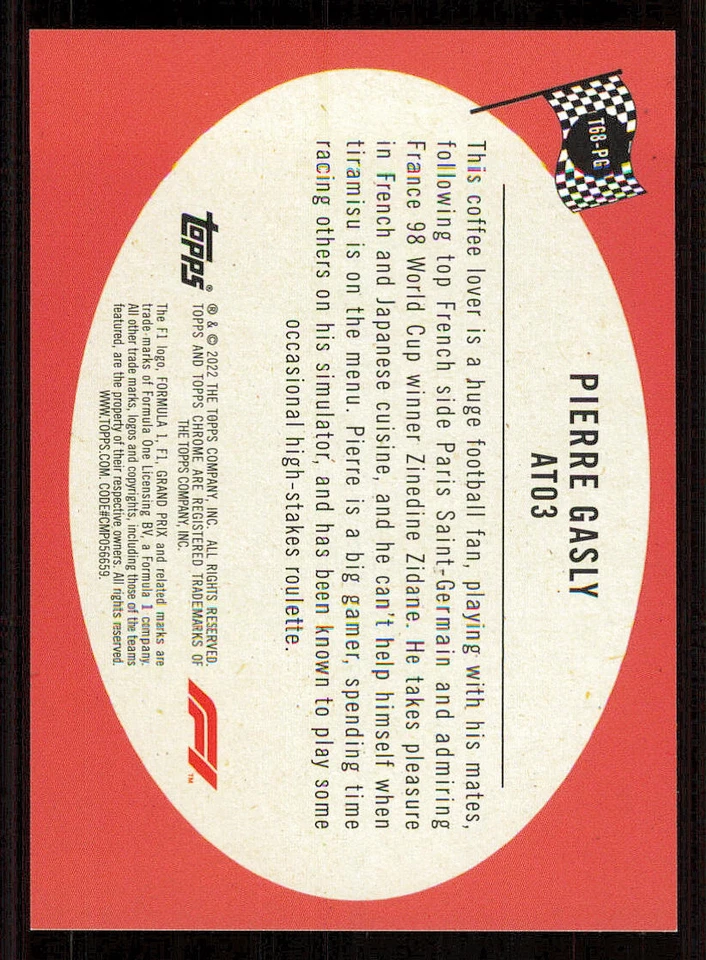 T68-PG
PIERRE GASLY
AT03
This coffee lover is a huge football fan, playing with his mates,
following top French side Paris Saint-Germain and admiring
France 98 World Cup winner Zinedine Zidane. He takes pleasure
in French and Japanese cuisine, and he can't help himself when
tiramisu is on the menu. Pierre is a big gamer, spending time
racing others on his simulator, and has been known to play some
occasional high-stakes roulette.
topps®
® & © 2022 THE TOPPS COMPANY, INC. ALL RIGHTS RESERVED.
TOPPS AND TOPPS CHROME ARE REGISTERED TRADEMARKS OF
THE TOPPS COMPANY, INC.
The F1 logo, FORMULA 1, F1, GRAND PRIX and related marks are
trade marks of Formula One Licensing BV, a Formula 1 company.
All other trade marks, logos and copyrights, including those of the teams
featured, are the property of their respective owners. All rights reserved.
WWW.TOPPS.COM. CODE#CMP056659.
F1™